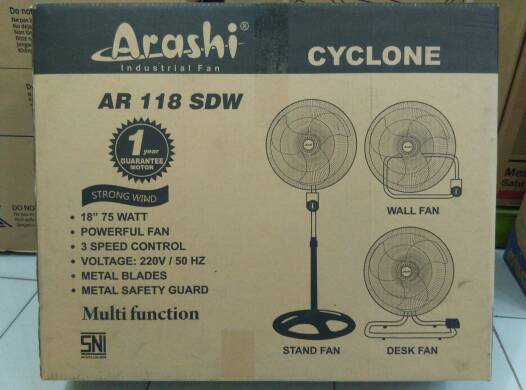 Arashi®
Industrial Fan
CYCLONE
AR 118 SDW
1
year
GUARANTEE
MOTOR
STRONG WIND
• 18" 75 WATT
• POWERFUL FAN
• 3 SPEED CONTROL
• VOLTAGE: 220V / 50 HZ
• METAL BLADES
• METAL SAFETY GUARD
Multi function
SNI
WALL FAN
STAND FAN
DESK FAN